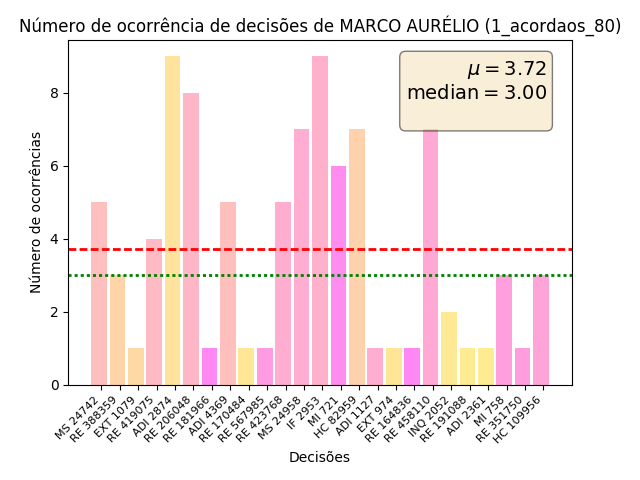 Número de ocorrência de decisões de MARCO AURÉLIO (1_acordaos_80)
μ = 3.72
median = 3.00
Número de ocorrências
8
6
4
2
0
MS 24742
RE 388359
EXT 1079
RE 419075
ADI 2874
RE 206048
RE 181966
ADI 4369
RE 170484
RE 567985
RE 423768
MS 24958
IF 2953
MI 721
HC 82959
ADI 1127
EXT 974
RE 164836
RE 458110
INQ 2052
RE 191088
ADI 2361
MI 758
RE 351750
HC 109956
Decisões